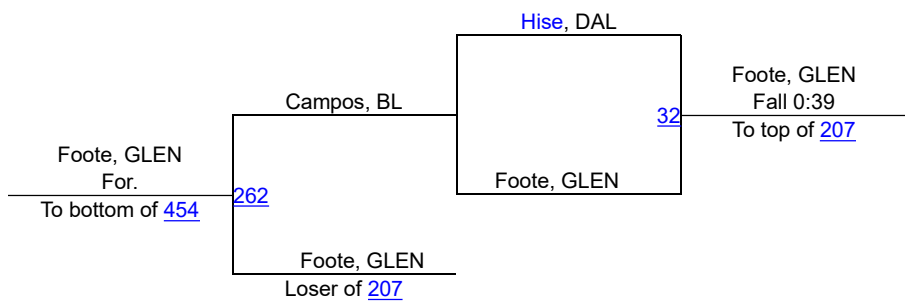 Hise, DAL
Foote, GLEN
Fall 0:39
32
To top of 207
Campos, BL
Foote, GLEN
Foote, GLEN
For.
262
To bottom of 454
Foote, GLEN
Loser of 207